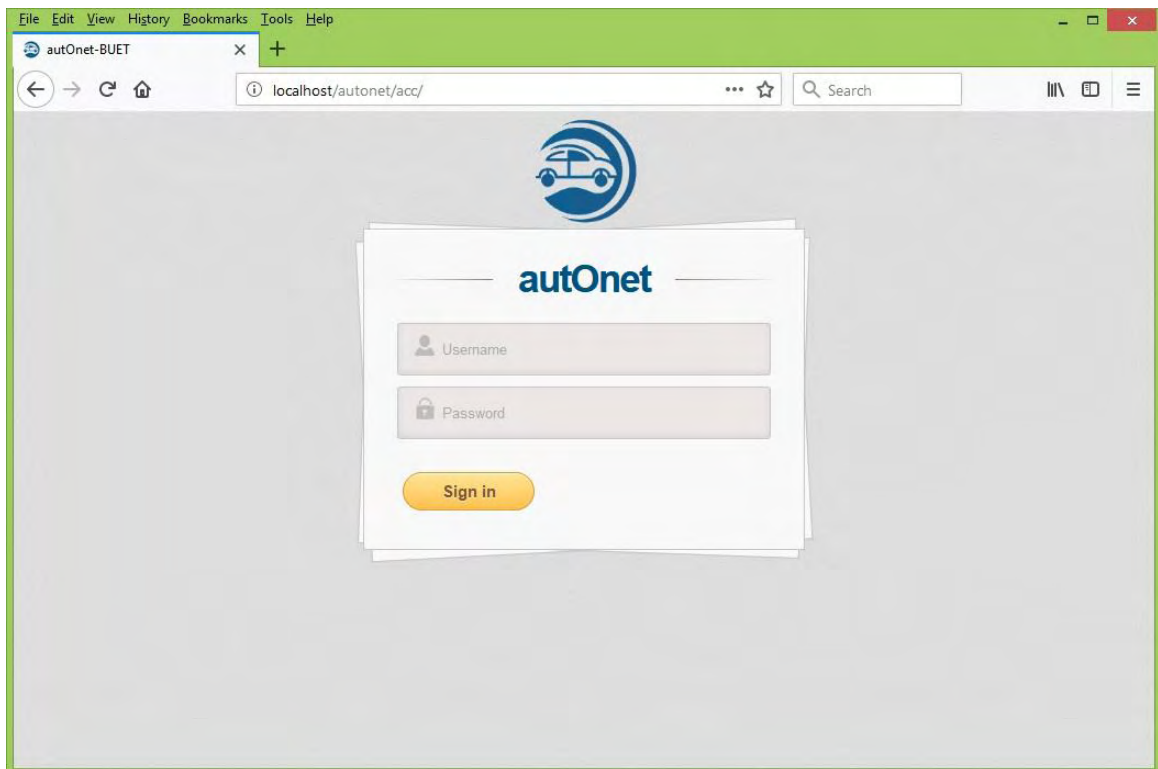 File Edit View History Bookmarks Tools Help
autOnet-BUET
localhost/autonet/acc/
Search
autOnet
Username
Password
Sign in